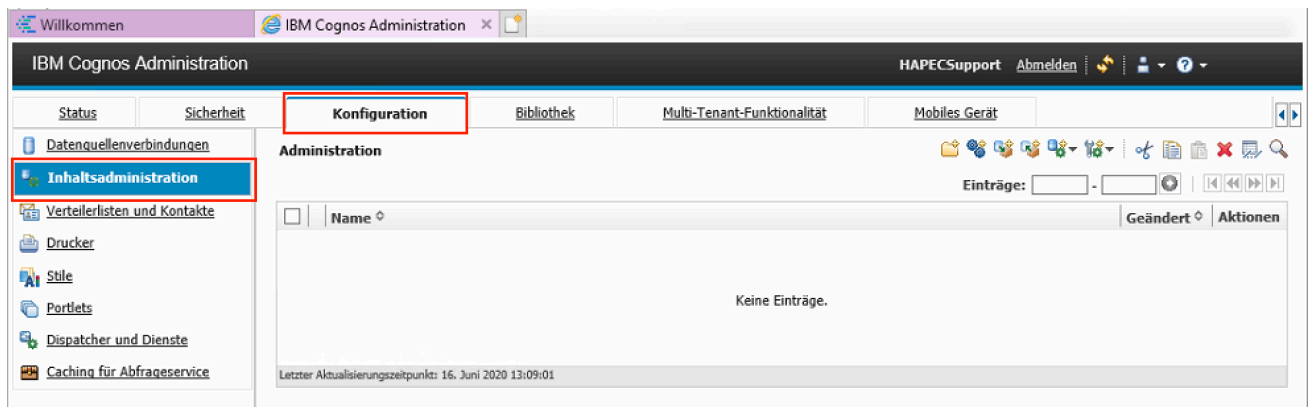 Willkommen
IBM Cognos Administration
IBM Cognos Administration
HAPECSupport Abmelden
Status Sicherheit Konfiguration Bibliothek Multi-Tenant-Funktionalität Mobiles Gerät
Datenquellenverbindungen
Inhaltsadministration
Verteilerlisten und Kontakte
Drucker
Stile
Portlets
Dispatcher und Dienste
Caching für Abfrageservice
Administration
Einträge: -
Name Geändert Aktionen
Keine Einträge.
Letzter Aktualisierungszeitpunkt: 16. Juni 2020 13:09:01